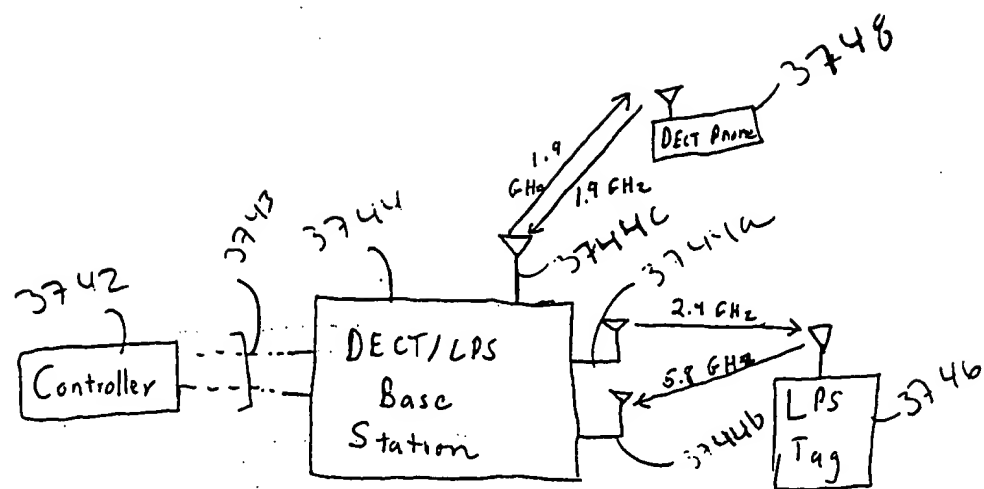 3748
DECT Phone
1.9
GHz
1.9 GHz
3743
3744
3744c
3744a
3742
2.4 GHz
DECT/LPS
Base
Station
Controller
5.8 GHz
LPS
Tag
3746
3744b